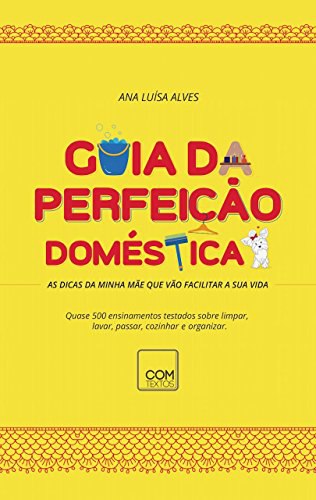 ANA LUÍSA ALVES
GUIA DA
PERFEIÇÃO
DOMÉSTICA
AS DICAS DA MINHA MÃE QUE VÃO FACILITAR A SUA VIDA
Quase 500 ensinamentos testados sobre limpar,
lavar, passar, cozinhar e organizar.
COM
TEXTOS